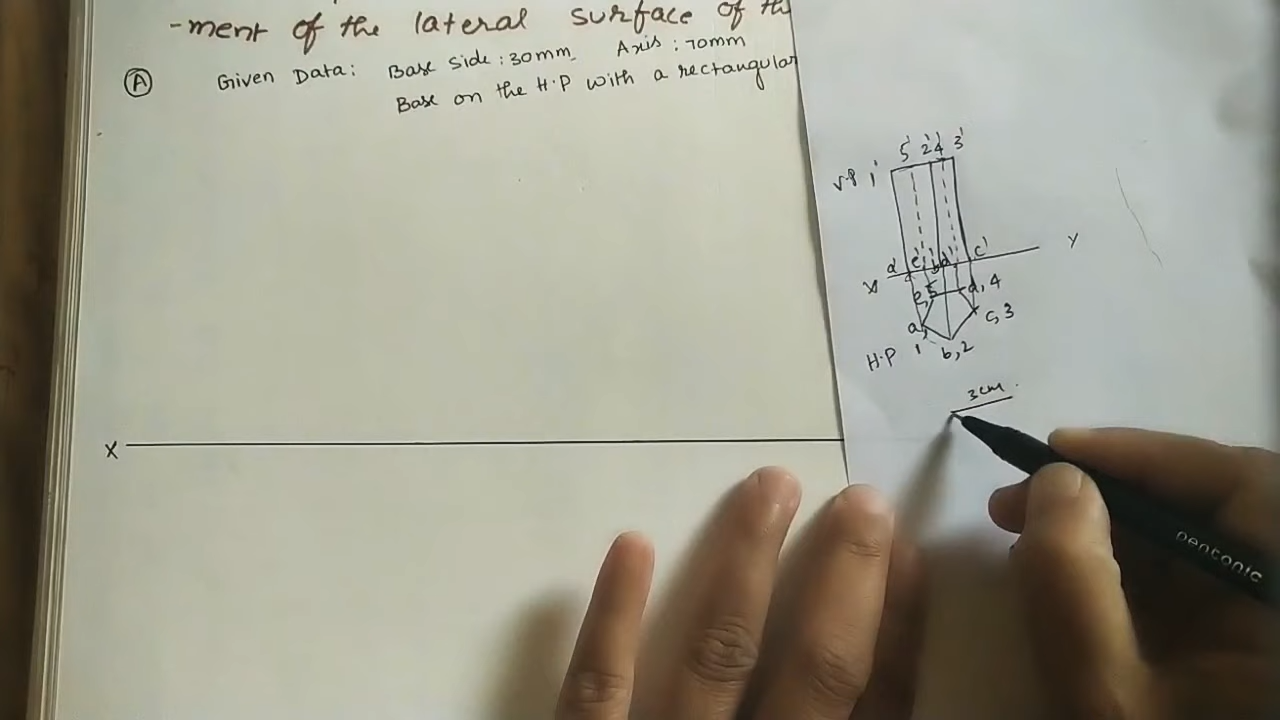 -ment of the lateral surface of the
A Given Data: Base side: 30mm. Axis: 70mm
Base on the H.P with a rectangular
5' 2' 4' 3'
V.P 1'
a' e' b' d' c'
X Y
e, 5 d, 4
c, 3
a, 1
b, 2
H.P
3cm.
X
pentonic